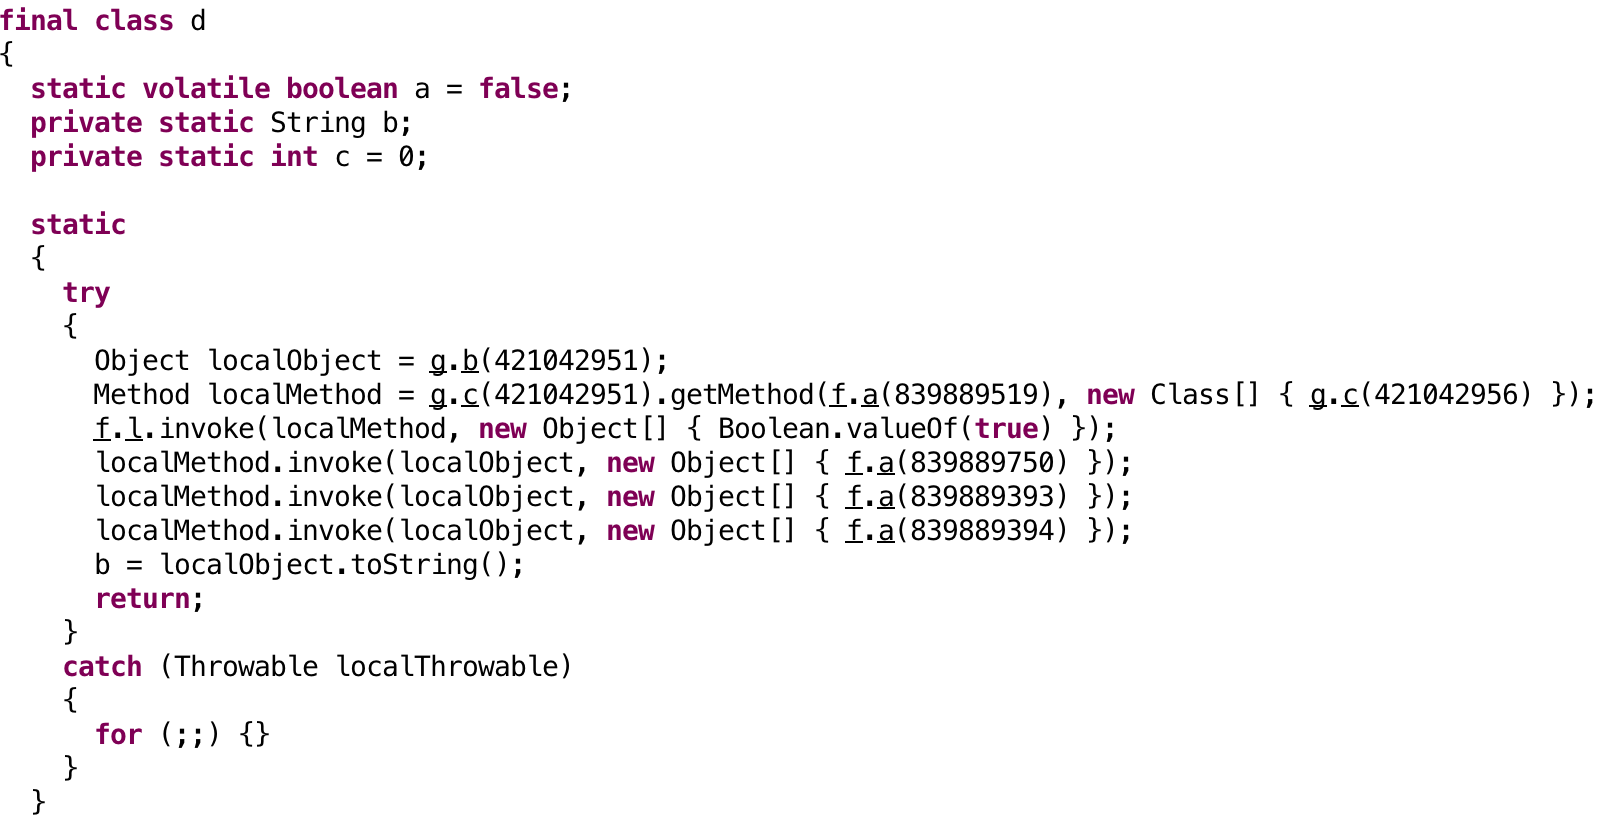 final class d
{
  static volatile boolean a = false;
  private static String b;
  private static int c = 0;

  static
  {
    try
    {
      Object localObject = g.b(421042951);
      Method localMethod = g.c(421042951).getMethod(f.a(839889519), new Class[] { g.c(421042956) });
      f.l.invoke(localMethod, new Object[] { Boolean.valueOf(true) });
      localMethod.invoke(localObject, new Object[] { f.a(839889750) });
      localMethod.invoke(localObject, new Object[] { f.a(839889393) });
      localMethod.invoke(localObject, new Object[] { f.a(839889394) });
      b = localObject.toString();
      return;
    }
    catch (Throwable localThrowable)
    {
      for (;;) {}
    }
  }